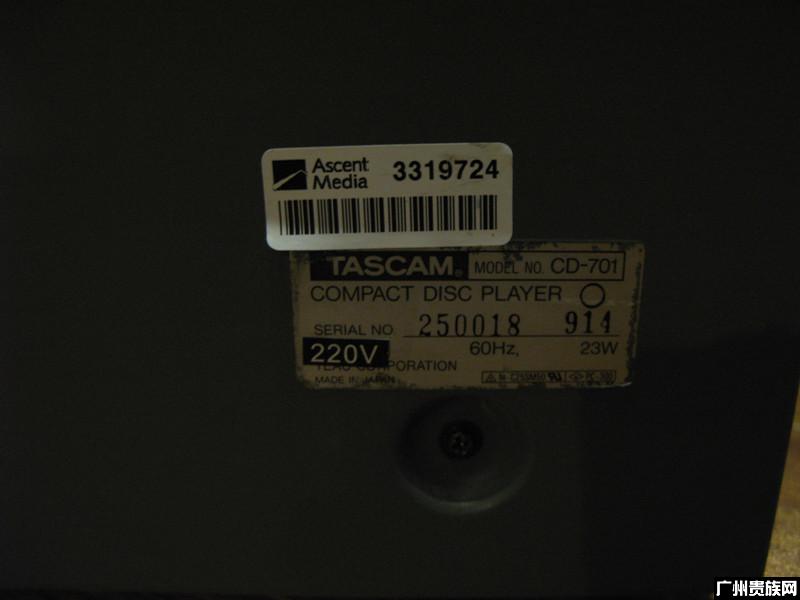 Ascent
Media
3319724
TASCAM
MODEL NO. CD-701
COMPACT DISC PLAYER
SERIAL NO. 250018 914
220V 60Hz, 23W
CORPORATION
MADE IN JAPAN
广州贵族网